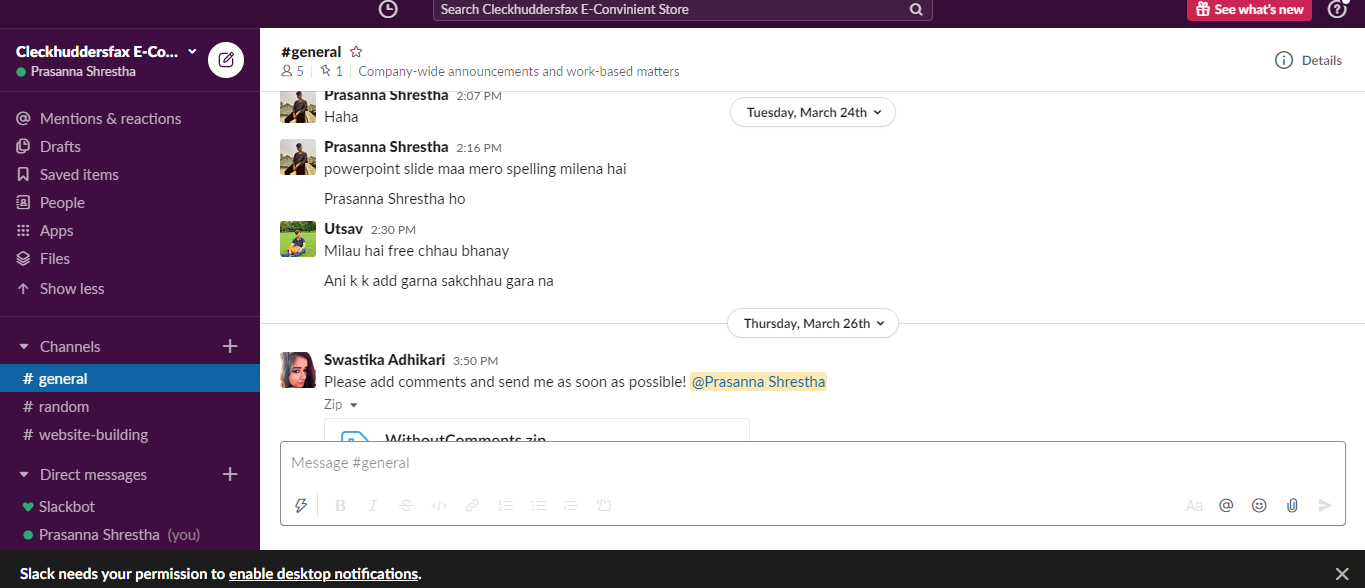 Search Cleckhuddersfax E-Convinient Store
See what's new
Cleckhuddersfax E-Co...
Prasanna Shrestha
Mentions & reactions
Drafts
Saved items
People
Apps
Files
Show less
Channels
# general
# random
# website-building
Direct messages
Slackbot
Prasanna Shrestha (you)
#general
5 | 1 | Company-wide announcements and work-based matters
Details
Prasanna Shrestha 2:07 PM
Tuesday, March 24th
Haha
Prasanna Shrestha 2:16 PM
powerpoint slide maa mero spelling milena hai
Prasanna Shrestha ho
Utsav 2:30 PM
Milau hai free chhau bhanay
Ani k k add garna sakchhau gara na
Thursday, March 26th
Swastika Adhikari 3:50 PM
Please add comments and send me as soon as possible! @Prasanna Shrestha
Zip
WithoutComments.zip
Message #general
B I S </> Aa @
Slack needs your permission to enable desktop notifications.